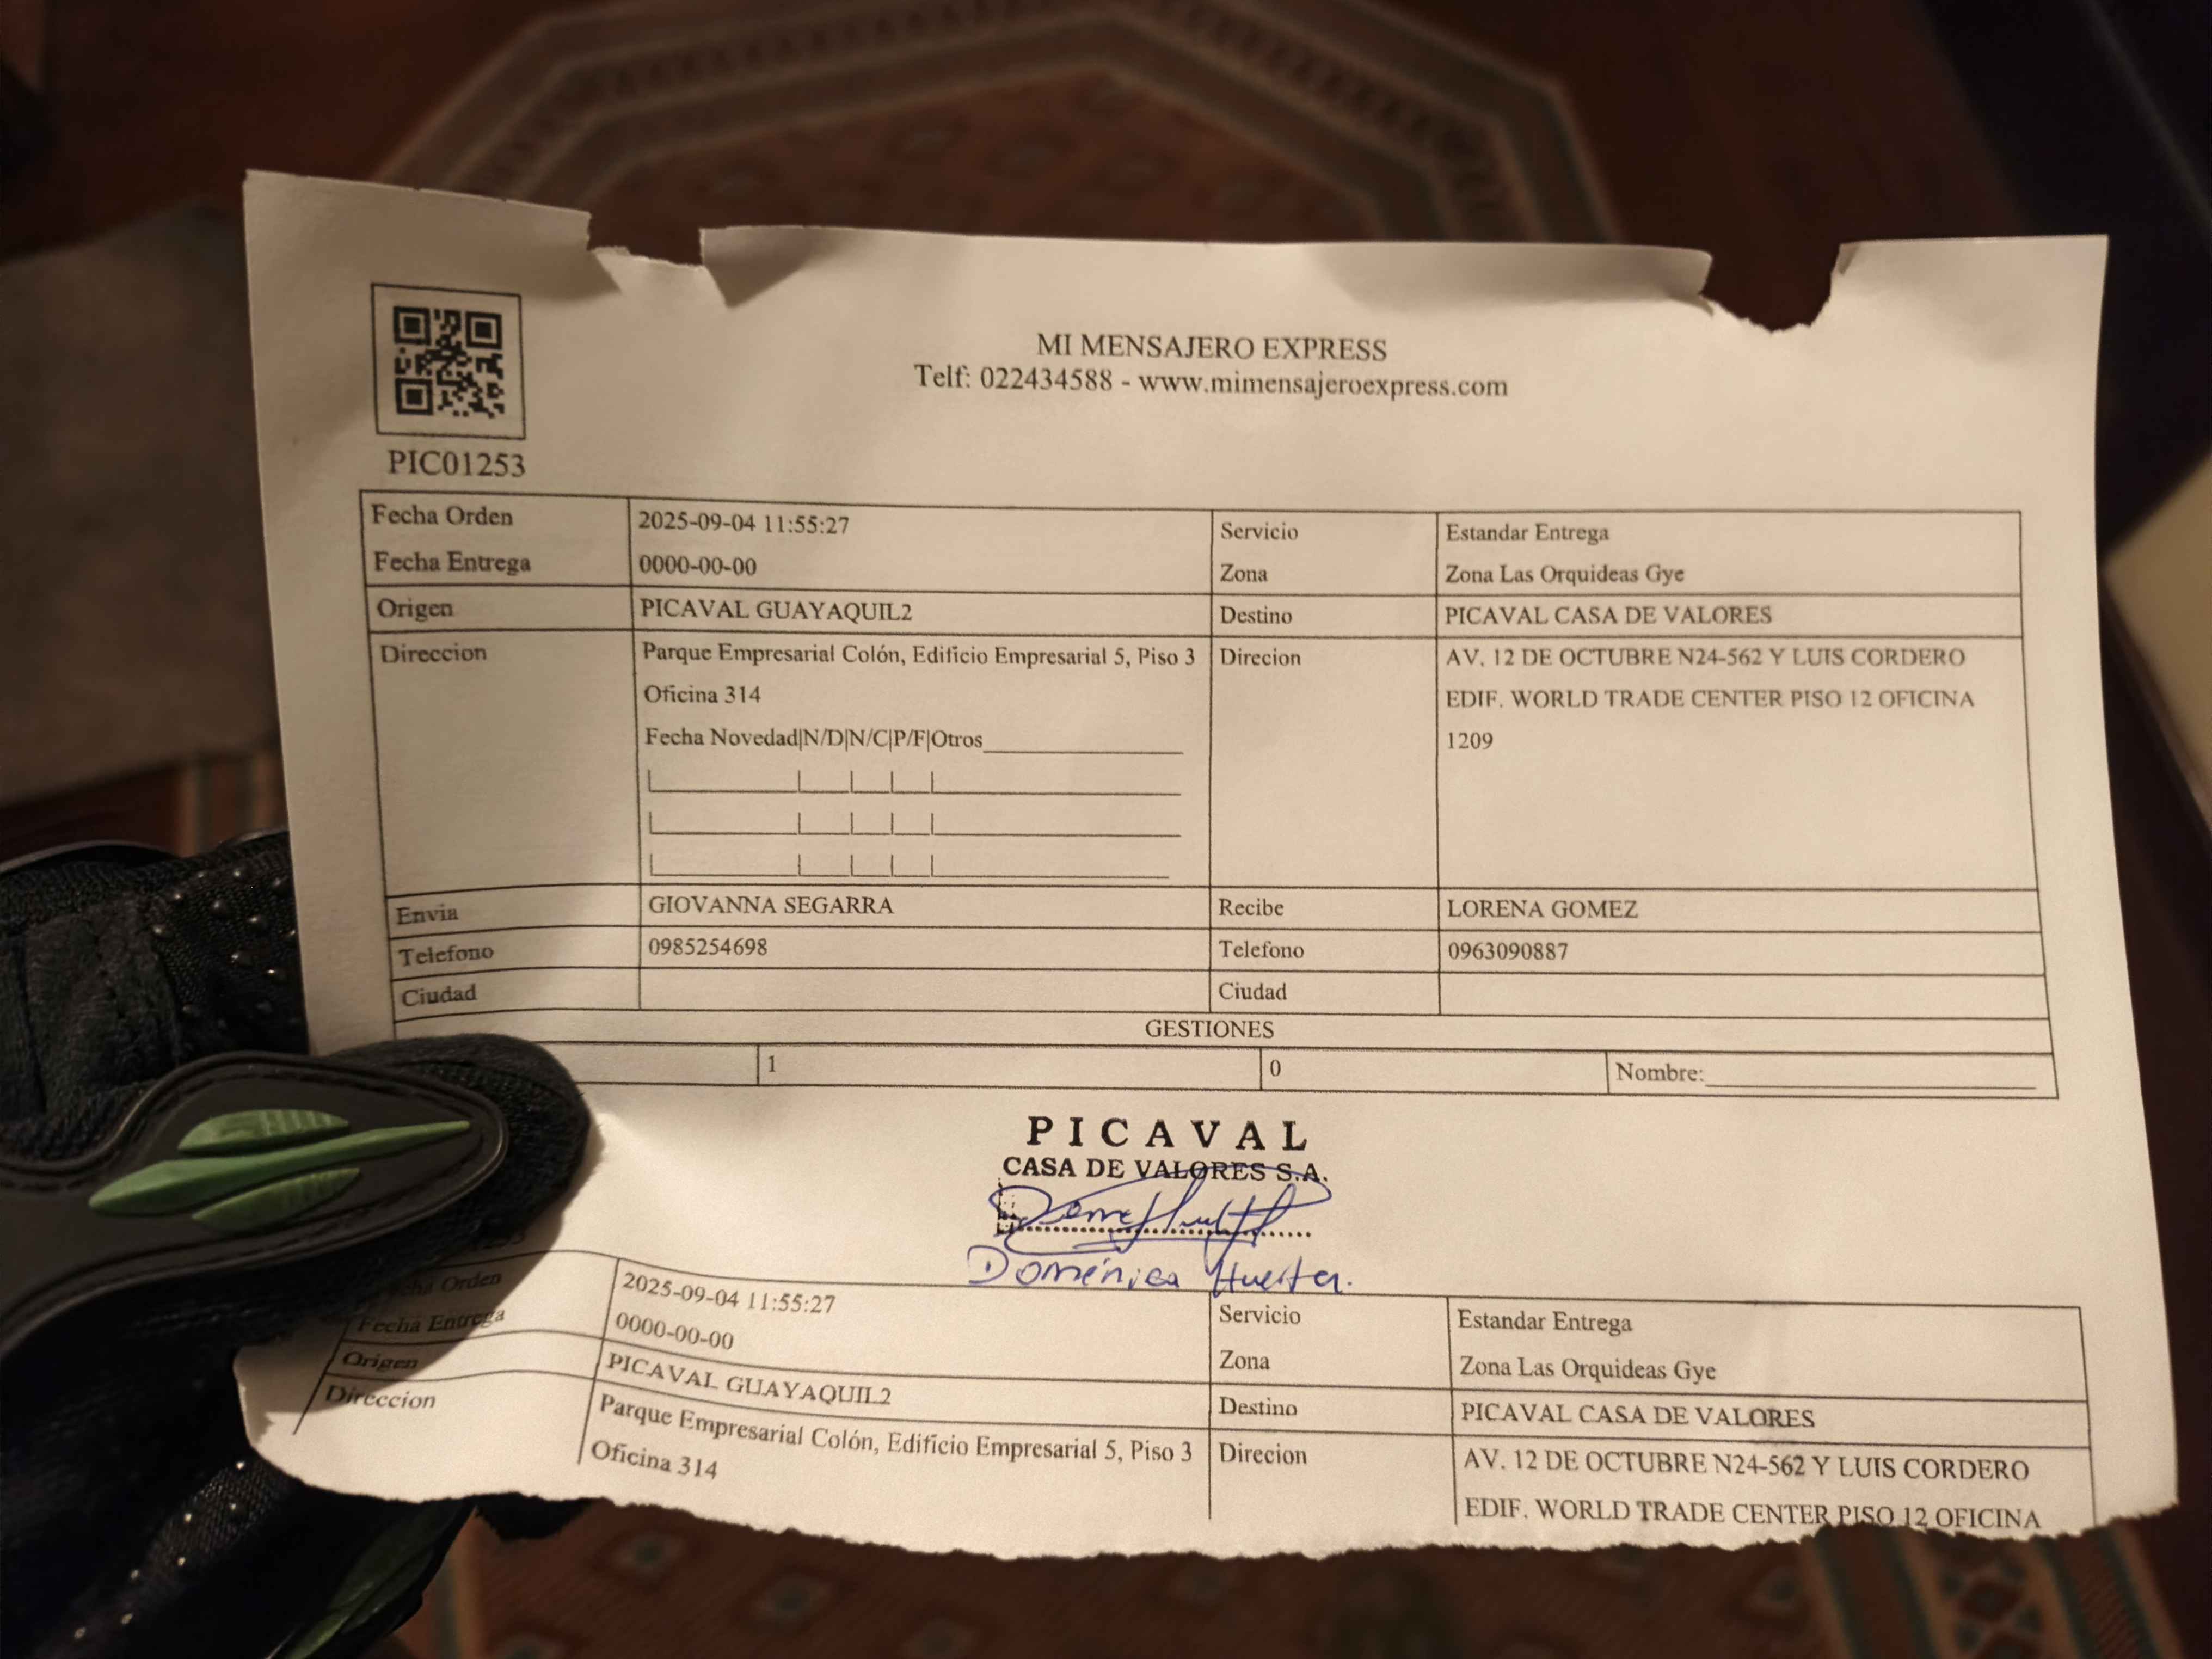 MI MENSAJERO EXPRESS
Telf: 022434588 - www.mimensajeroexpress.com
PIC01253
Fecha Orden 2025-09-04 11:55:27 Servicio Estandar Entrega
Fecha Entrega 0000-00-00 Zona Zona Las Orquideas Gye
Origen PICAVAL GUAYAQUIL2 Destino PICAVAL CASA DE VALORES
Direccion Parque Empresarial Colón, Edificio Empresarial 5, Piso 3 Direcion AV. 12 DE OCTUBRE N24-562 Y LUIS CORDERO
Oficina 314 EDIF. WORLD TRADE CENTER PISO 12 OFICINA
Fecha Novedad|N/D|N/C|P/F|Otros 1209
Envia GIOVANNA SEGARRA Recibe LORENA GOMEZ
Telefono 0985254698 Telefono 0963090887
Ciudad Ciudad
GESTIONES
1 0 Nombre:
PICAVAL
CASA DE VALORES S.A.
Doménica Huerta.
Fecha Orden 2025-09-04 11:55:27 Servicio Estandar Entrega
Fecha Entrega 0000-00-00 Zona Zona Las Orquideas Gye
Origen PICAVAL GUAYAQUIL2 Destino PICAVAL CASA DE VALORES
Direccion Parque Empresarial Colón, Edificio Empresarial 5, Piso 3 Direcion AV. 12 DE OCTUBRE N24-562 Y LUIS CORDERO
Oficina 314 EDIF. WORLD TRADE CENTER PISO 12 OFICINA